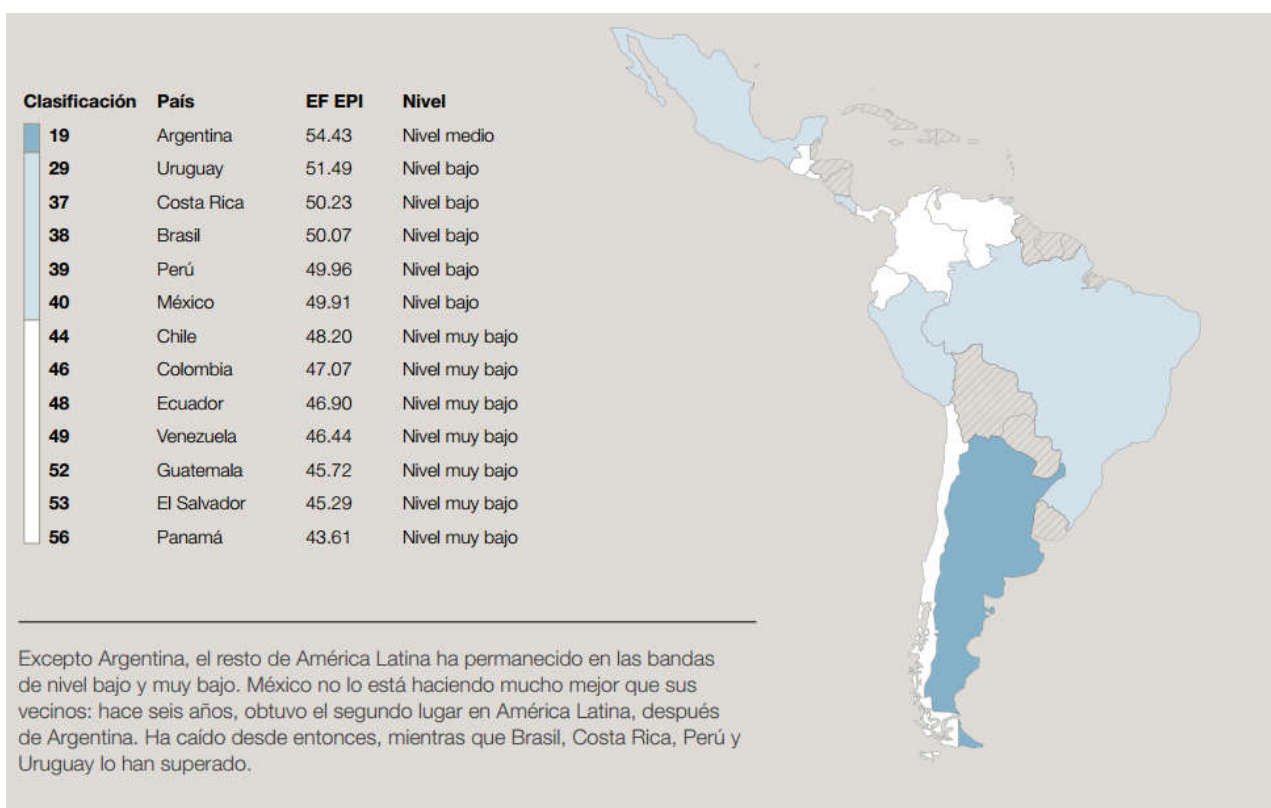 Clasificación País EF EPI Nivel
19 Argentina 54.43 Nivel medio
29 Uruguay 51.49 Nivel bajo
37 Costa Rica 50.23 Nivel bajo
38 Brasil 50.07 Nivel bajo
39 Perú 49.96 Nivel bajo
40 México 49.91 Nivel bajo
44 Chile 48.20 Nivel muy bajo
46 Colombia 47.07 Nivel muy bajo
48 Ecuador 46.90 Nivel muy bajo
49 Venezuela 46.44 Nivel muy bajo
52 Guatemala 45.72 Nivel muy bajo
53 El Salvador 45.29 Nivel muy bajo
56 Panamá 43.61 Nivel muy bajo
Excepto Argentina, el resto de América Latina ha permanecido en las bandas
de nivel bajo y muy bajo. México no lo está haciendo mucho mejor que sus
vecinos: hace seis años, obtuvo el segundo lugar en América Latina, después
de Argentina. Ha caído desde entonces, mientras que Brasil, Costa Rica, Perú y
Uruguay lo han superado.